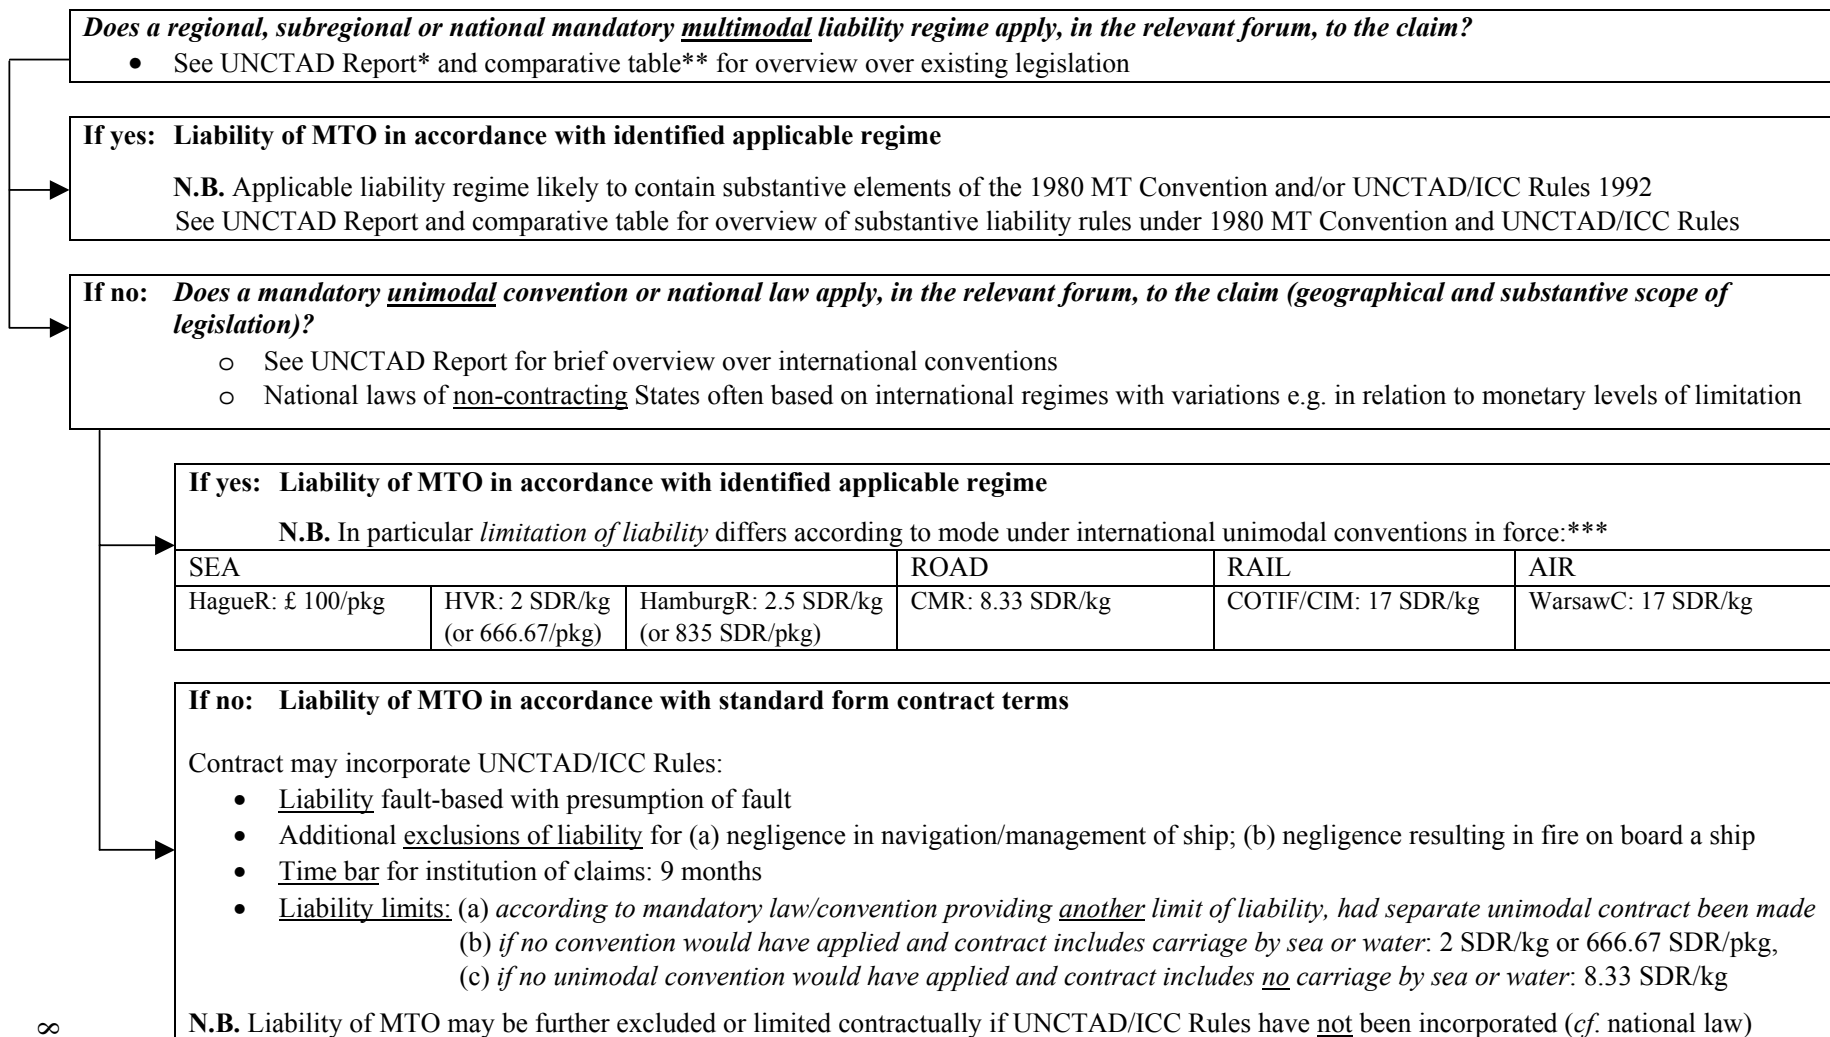 Does a regional, subregional or national mandatory multimodal liability regime apply, in the relevant forum, to the claim?
• See UNCTAD Report* and comparative table** for overview over existing legislation
If yes: Liability of MTO in accordance with identified applicable regime
N.B. Applicable liability regime likely to contain substantive elements of the 1980 MT Convention and/or UNCTAD/ICC Rules 1992
See UNCTAD Report and comparative table for overview of substantive liability rules under 1980 MT Convention and UNCTAD/ICC Rules
If no: Does a mandatory unimodal convention or national law apply, in the relevant forum, to the claim (geographical and substantive scope of
legislation)?
o See UNCTAD Report for brief overview over international conventions
o National laws of non-contracting States often based on international regimes with variations e.g. in relation to monetary levels of limitation
If yes: Liability of MTO in accordance with identified applicable regime
N.B. In particular limitation of liability differs according to mode under international unimodal conventions in force:***
SEA ROAD RAIL AIR
HagueR: £ 100/pkg HVR: 2 SDR/kg HamburgR: 2.5 SDR/kg CMR: 8.33 SDR/kg COTIF/CIM: 17 SDR/kg WarsawC: 17 SDR/kg
(or 666.67/pkg) (or 835 SDR/pkg)
If no: Liability of MTO in accordance with standard form contract terms
Contract may incorporate UNCTAD/ICC Rules:
• Liability fault-based with presumption of fault
• Additional exclusions of liability for (a) negligence in navigation/management of ship; (b) negligence resulting in fire on board a ship
• Time bar for institution of claims: 9 months
• Liability limits: (a) according to mandatory law/convention providing another limit of liability, had separate unimodal contract been made
(b) if no convention would have applied and contract includes carriage by sea or water: 2 SDR/kg or 666.67 SDR/pkg,
(c) if no unimodal convention would have applied and contract includes no carriage by sea or water: 8.33 SDR/kg
N.B. Liability of MTO may be further excluded or limited contractually if UNCTAD/ICC Rules have not been incorporated (cf. national law)
8